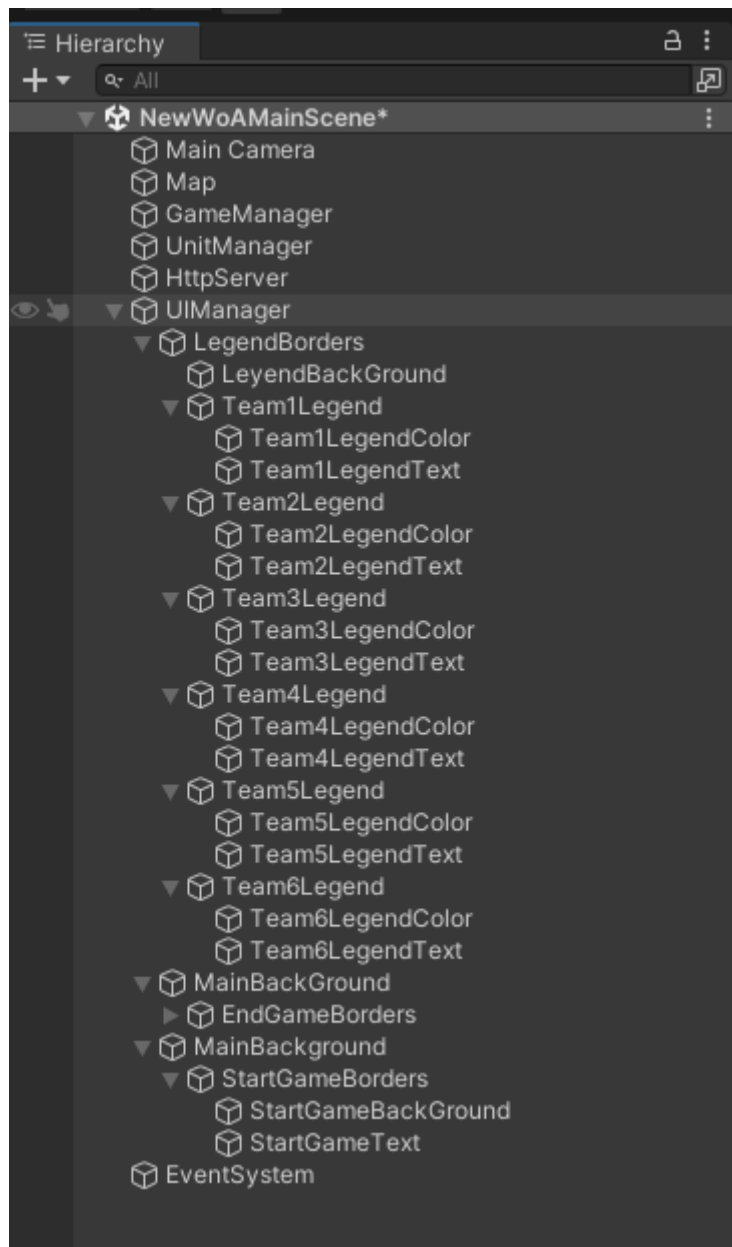 Hierarchy
All
NewWoAMainScene*
Main Camera
Map
GameManager
UnitManager
HttpServer
UIManager
LegendBorders
LeyendBackGround
Team1Legend
Team1LegendColor
Team1LegendText
Team2Legend
Team2LegendColor
Team2LegendText
Team3Legend
Team3LegendColor
Team3LegendText
Team4Legend
Team4LegendColor
Team4LegendText
Team5Legend
Team5LegendColor
Team5LegendText
Team6Legend
Team6LegendColor
Team6LegendText
MainBackGround
EndGameBorders
MainBackground
StartGameBorders
StartGameBackGround
StartGameText
EventSystem